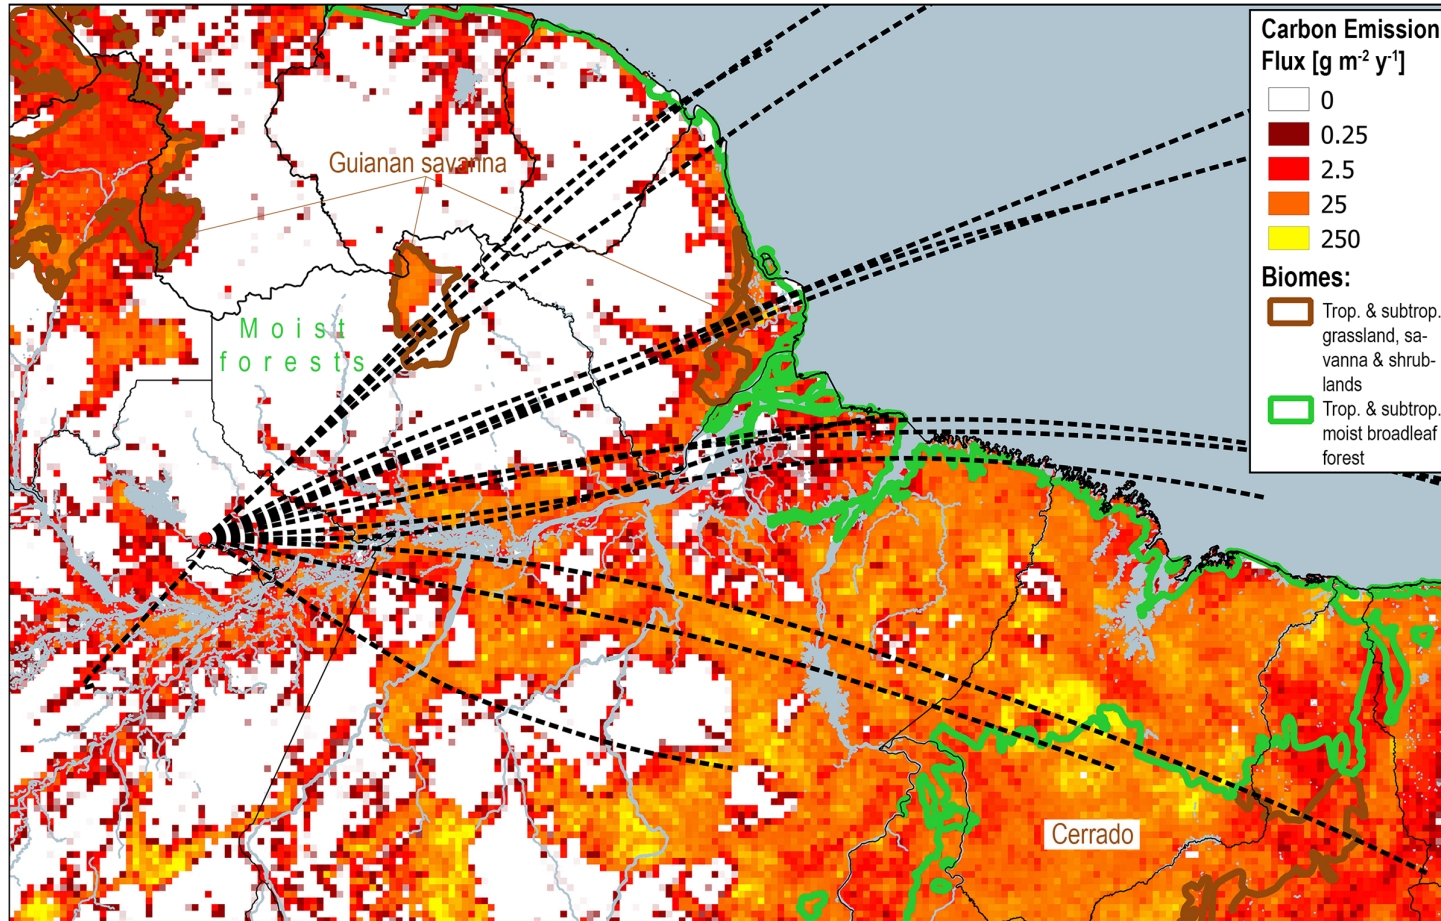 Carbon Emission
Flux [g m⁻² y⁻¹]
0
0.25
2.5
25
250
Biomes:
Trop. & subtrop.
grassland, sa-
vanna & shrub-
lands
Trop. & subtrop.
moist broadleaf
forest
Guianan savanna
Moist
forests
Cerrado